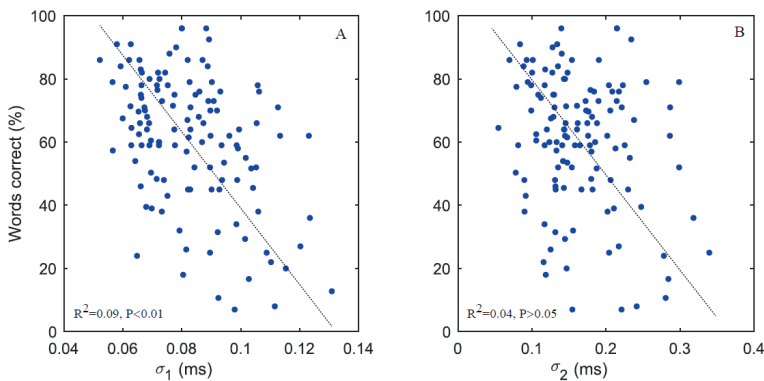 Words correct (%)
100
80
60
40
20
0
A
R²=0.09, P<0.01
0.04 0.06 0.08 0.1 0.12 0.14
σ₁ (ms)
100
80
60
40
20
0
B
R²=0.04, P>0.05
0 0.1 0.2 0.3 0.4
σ₂ (ms)